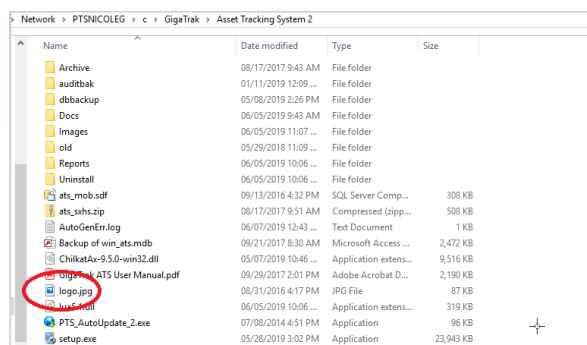 Network > PTSNICOLEG > c > GigaTrak > Asset Tracking System 2
Name Date modified Type Size
Archive 08/17/2017 9:43 AM File folder
auditbak 01/11/2019 12:09 ... File folder
dbbackup 05/08/2019 2:26 PM File folder
Docs 06/05/2019 9:43 AM File folder
Images 06/05/2019 11:07 ... File folder
old 05/29/2018 11:09 ... File folder
Reports 06/05/2019 10:06 ... File folder
Uninstall 06/05/2019 10:06 ... File folder
ats_mob.sdf 09/13/2016 4:32 PM SQL Server Comp... 308 KB
ats_sxhs.zip 08/17/2017 9:51 AM Compressed (zipp... 508 KB
AutoGenErr.log 06/07/2019 12:43 ... Text Document 1 KB
Backup of win_ats.mdb 09/21/2017 8:30 AM Microsoft Access ... 2,472 KB
ChilkatAx-9.5.0-win32.dll 05/07/2019 10:46 ... Application extens... 9,516 KB
GigaTrak ATS User Manual.pdf 09/29/2017 2:01 PM Adobe Acrobat D... 2,190 KB
logo.jpg 08/31/2016 4:17 PM JPG File 87 KB
06/05/2019 10:06 ... Application extens... 319 KB
PTS_AutoUpdate_2.exe 07/08/2014 4:51 PM Application 96 KB
setup.exe 05/28/2019 3:02 PM Application 23,943 KB